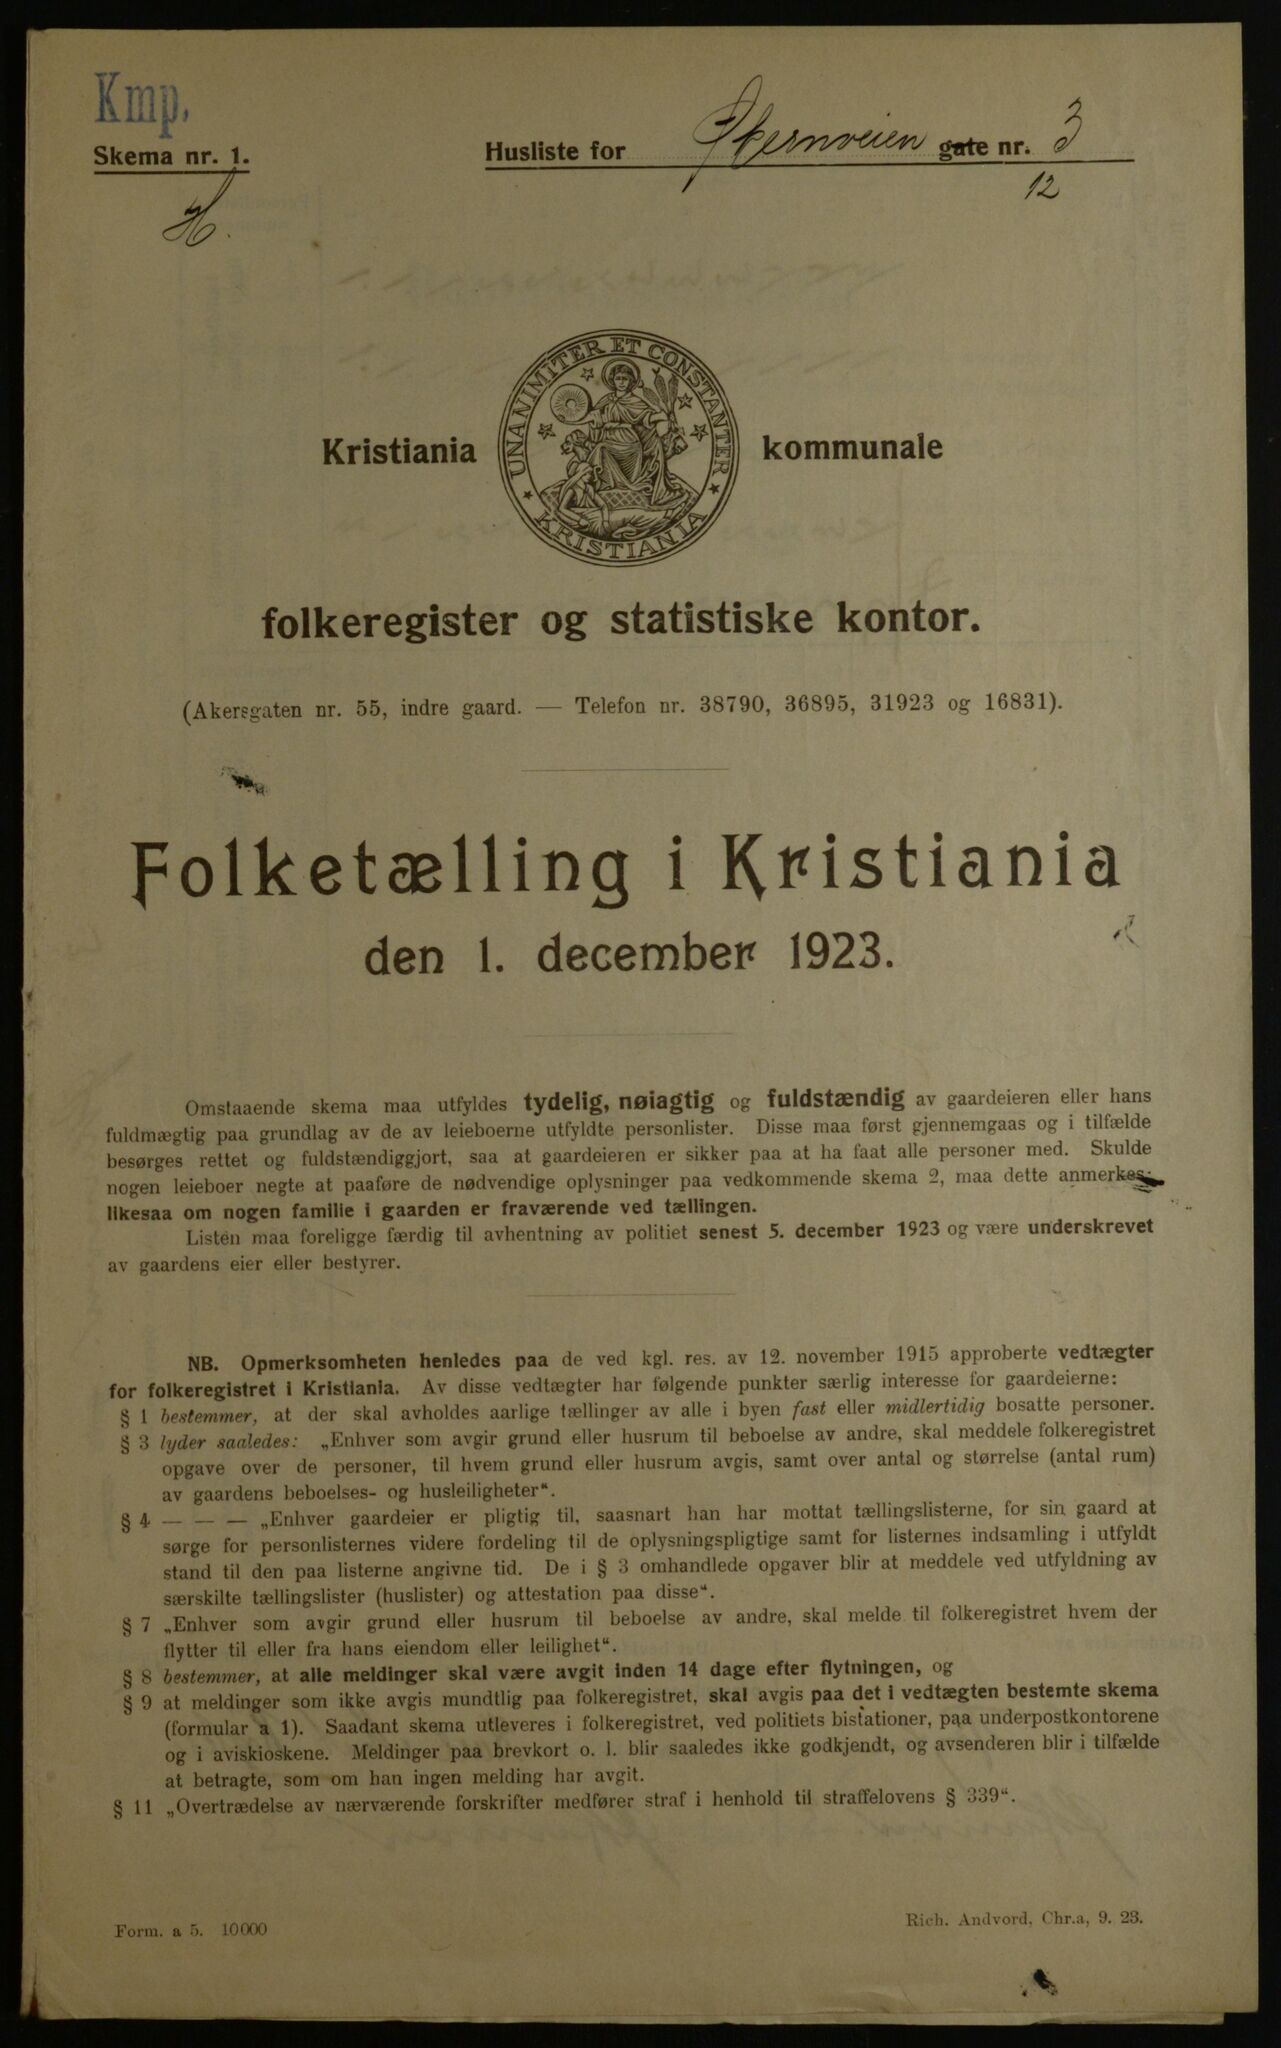 Kmp.
Skema nr. 1.
Husliste for Økernveien gate nr. 3
12
H.
UNANIMITER ET CONSTANTER
KRISTIANIA
Kristiania kommunale
folkeregister og statistiske kontor.
(Akersgaten nr. 55, indre gaard. — Telefon nr. 38790, 36895, 31923 og 16831).
Folketælling i Kristiania
den 1. december 1923.
Omstaaende skema maa utfyldes tydelig, nøiagtig og fuldstændig av gaardeieren eller hans
fuldmægtig paa grundlag av de av leieboerne utfyldte personlister. Disse maa først gjennemgaas og i tilfælde
besørges rettet og fuldstændiggjort, saa at gaardeieren er sikker paa at ha faat alle personer med. Skulde
nogen leieboer negte at paaføre de nødvendige oplysninger paa vedkommende skema 2, maa dette anmerkes;
likesaa om nogen familie i gaarden er fraværende ved tællingen.
Listen maa foreligge færdig til avhentning av politiet senest 5. december 1923 og være underskrevet
av gaardens eier eller bestyrer.
NB. Opmerksomheten henledes paa de ved kgl. res. av 12. november 1915 approberte vedtægter
for folkeregistret i Kristiania. Av disse vedtægter har følgende punkter særlig interesse for gaardeierne:
§ 1 bestemmer, at der skal avholdes aarlige tællinger av alle i byen fast eller midlertidig bosatte personer.
§ 3 lyder saaledes: „Enhver som avgir grund eller husrum til beboelse av andre, skal meddele folkeregistret
opgave over de personer, til hvem grund eller husrum avgis, samt over antal og størrelse (antal rum)
av gaardens beboelses- og husleiligheter“.
§ 4 — — — „Enhver gaardeier er pligtig til, saasnart han har mottat tællingslisterne, for sin gaard at
sørge for personlisternes videre fordeling til de oplysningspligtige samt for listernes indsamling i utfyldt
stand til den paa listerne angivne tid. De i § 3 omhandlede opgaver blir at meddele ved utfyldning av
særskilte tællingslister (huslister) og attestation paa disse“.
§ 7 „Enhver som avgir grund eller husrum til beboelse av andre, skal melde til folkeregistret hvem der
flytter til eller fra hans eiendom eller leilighet“.
§ 8 bestemmer, at alle meldinger skal være avgit inden 14 dage efter flytningen, og
§ 9 at meldinger som ikke avgis mundtlig paa folkeregistret, skal avgis paa det i vedtægten bestemte skema
(formular a 1). Saadant skema utleveres i folkeregistret, ved politiets bistationer, paa underpostkontorene
og i aviskioskene. Meldinger paa brevkort o. l. blir saaledes ikke godkjendt, og avsenderen blir i tilfælde
at betragte, som om han ingen melding har avgit.
§ 11 „Overtrædelse av nærværende forskrifter medfører straf i henhold til straffelovens § 339“.
Form. a 5. 10000
Rich. Andvord, Chr.a, 9. 23.